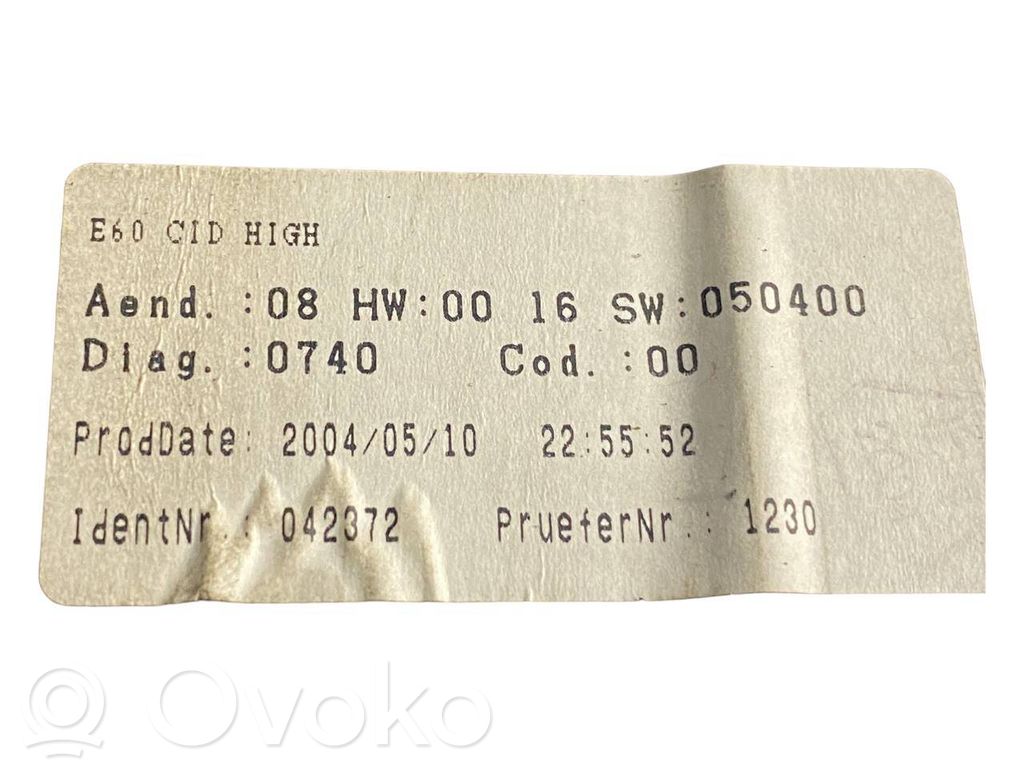 E60 CID HIGH
Aend. :08 HW:00 16 SW:050400
Diag. :0740 Cod. :00
ProdDate: 2004/05/10 22:55:52
IdentNr.: 042372 PrueferNr.: 1230
Ovoko